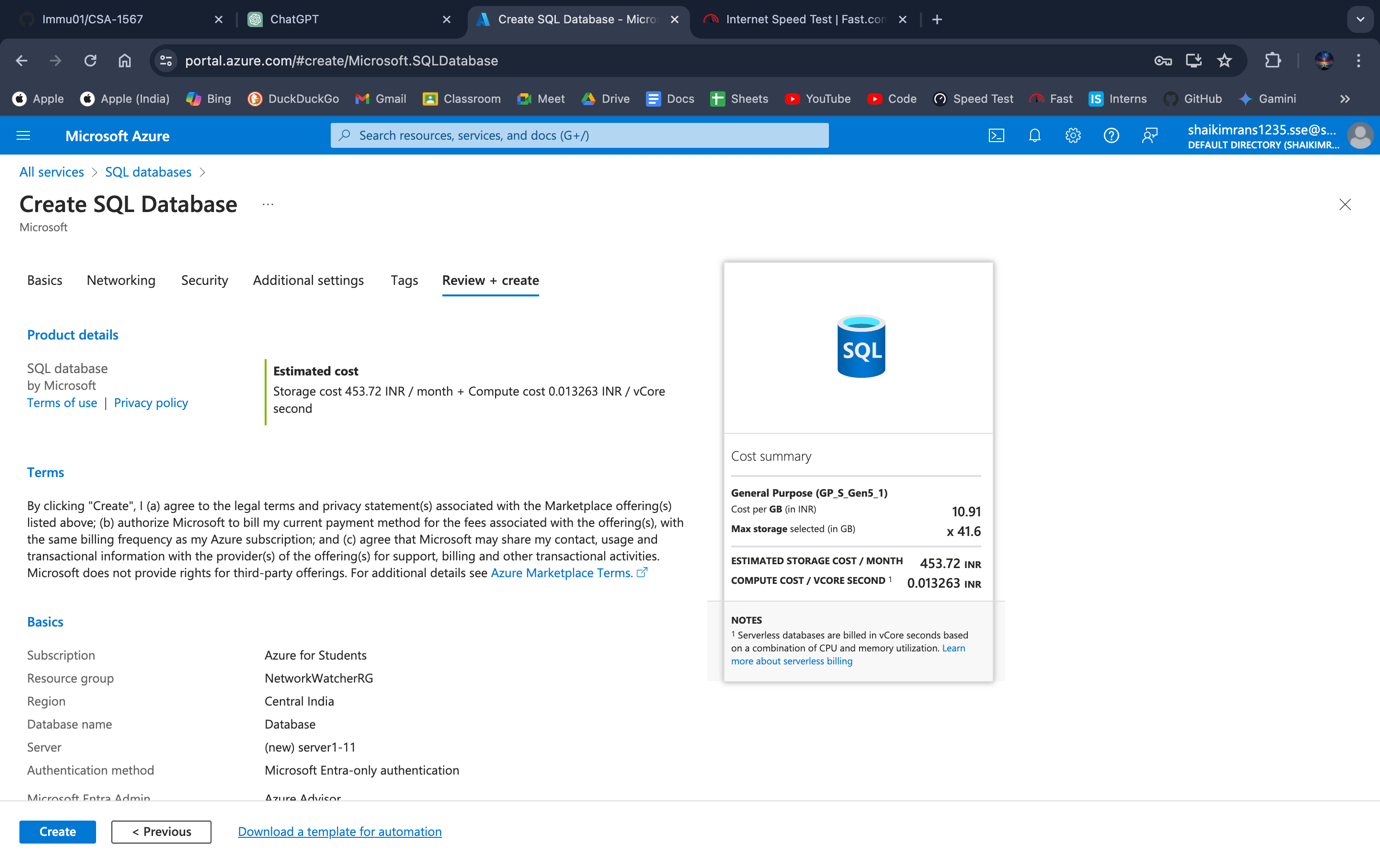 Immu01/CSA-1567
ChatGPT
Create SQL Database - Micro
Internet Speed Test | Fast.com
portal.azure.com/#create/Microsoft.SQLDatabase
Apple
Apple (India)
Bing
DuckDuckGo
Gmail
Classroom
Meet
Drive
Docs
Sheets
YouTube
Code
Speed Test
Fast
IS Interns
GitHub
Gamini
Microsoft Azure
Search resources, services, and docs (G+/)
shaikimrans1235.sse@s...
DEFAULT DIRECTORY (SHAIKIMR...
All services > SQL databases >
Create SQL Database ...
Microsoft
Basics
Networking
Security
Additional settings
Tags
Review + create
Product details
SQL database
by Microsoft
Terms of use | Privacy policy
Estimated cost
Storage cost 453.72 INR / month + Compute cost 0.013263 INR / vCore
second
Terms
By clicking "Create", I (a) agree to the legal terms and privacy statement(s) associated with the Marketplace offering(s)
listed above; (b) authorize Microsoft to bill my current payment method for the fees associated with the offering(s), with
the same billing frequency as my Azure subscription; and (c) agree that Microsoft may share my contact, usage and
transactional information with the provider(s) of the offering(s) for support, billing and other transactional activities.
Microsoft does not provide rights for third-party offerings. For additional details see Azure Marketplace Terms.
Basics
Subscription Azure for Students
Resource group NetworkWatcherRG
Region Central India
Database name Database
Server (new) server1-11
Authentication method Microsoft Entra-only authentication
Microsoft Entra Admin Azure Advisor
SQL
Cost summary
General Purpose (GP_S_Gen5_1)
Cost per GB (in INR) 10.91
Max storage selected (in GB) x 41.6
ESTIMATED STORAGE COST / MONTH 453.72 INR
COMPUTE COST / VCORE SECOND 1 0.013263 INR
NOTES
1 Serverless databases are billed in vCore seconds based
on a combination of CPU and memory utilization. Learn
more about serverless billing
Create
< Previous
Download a template for automation